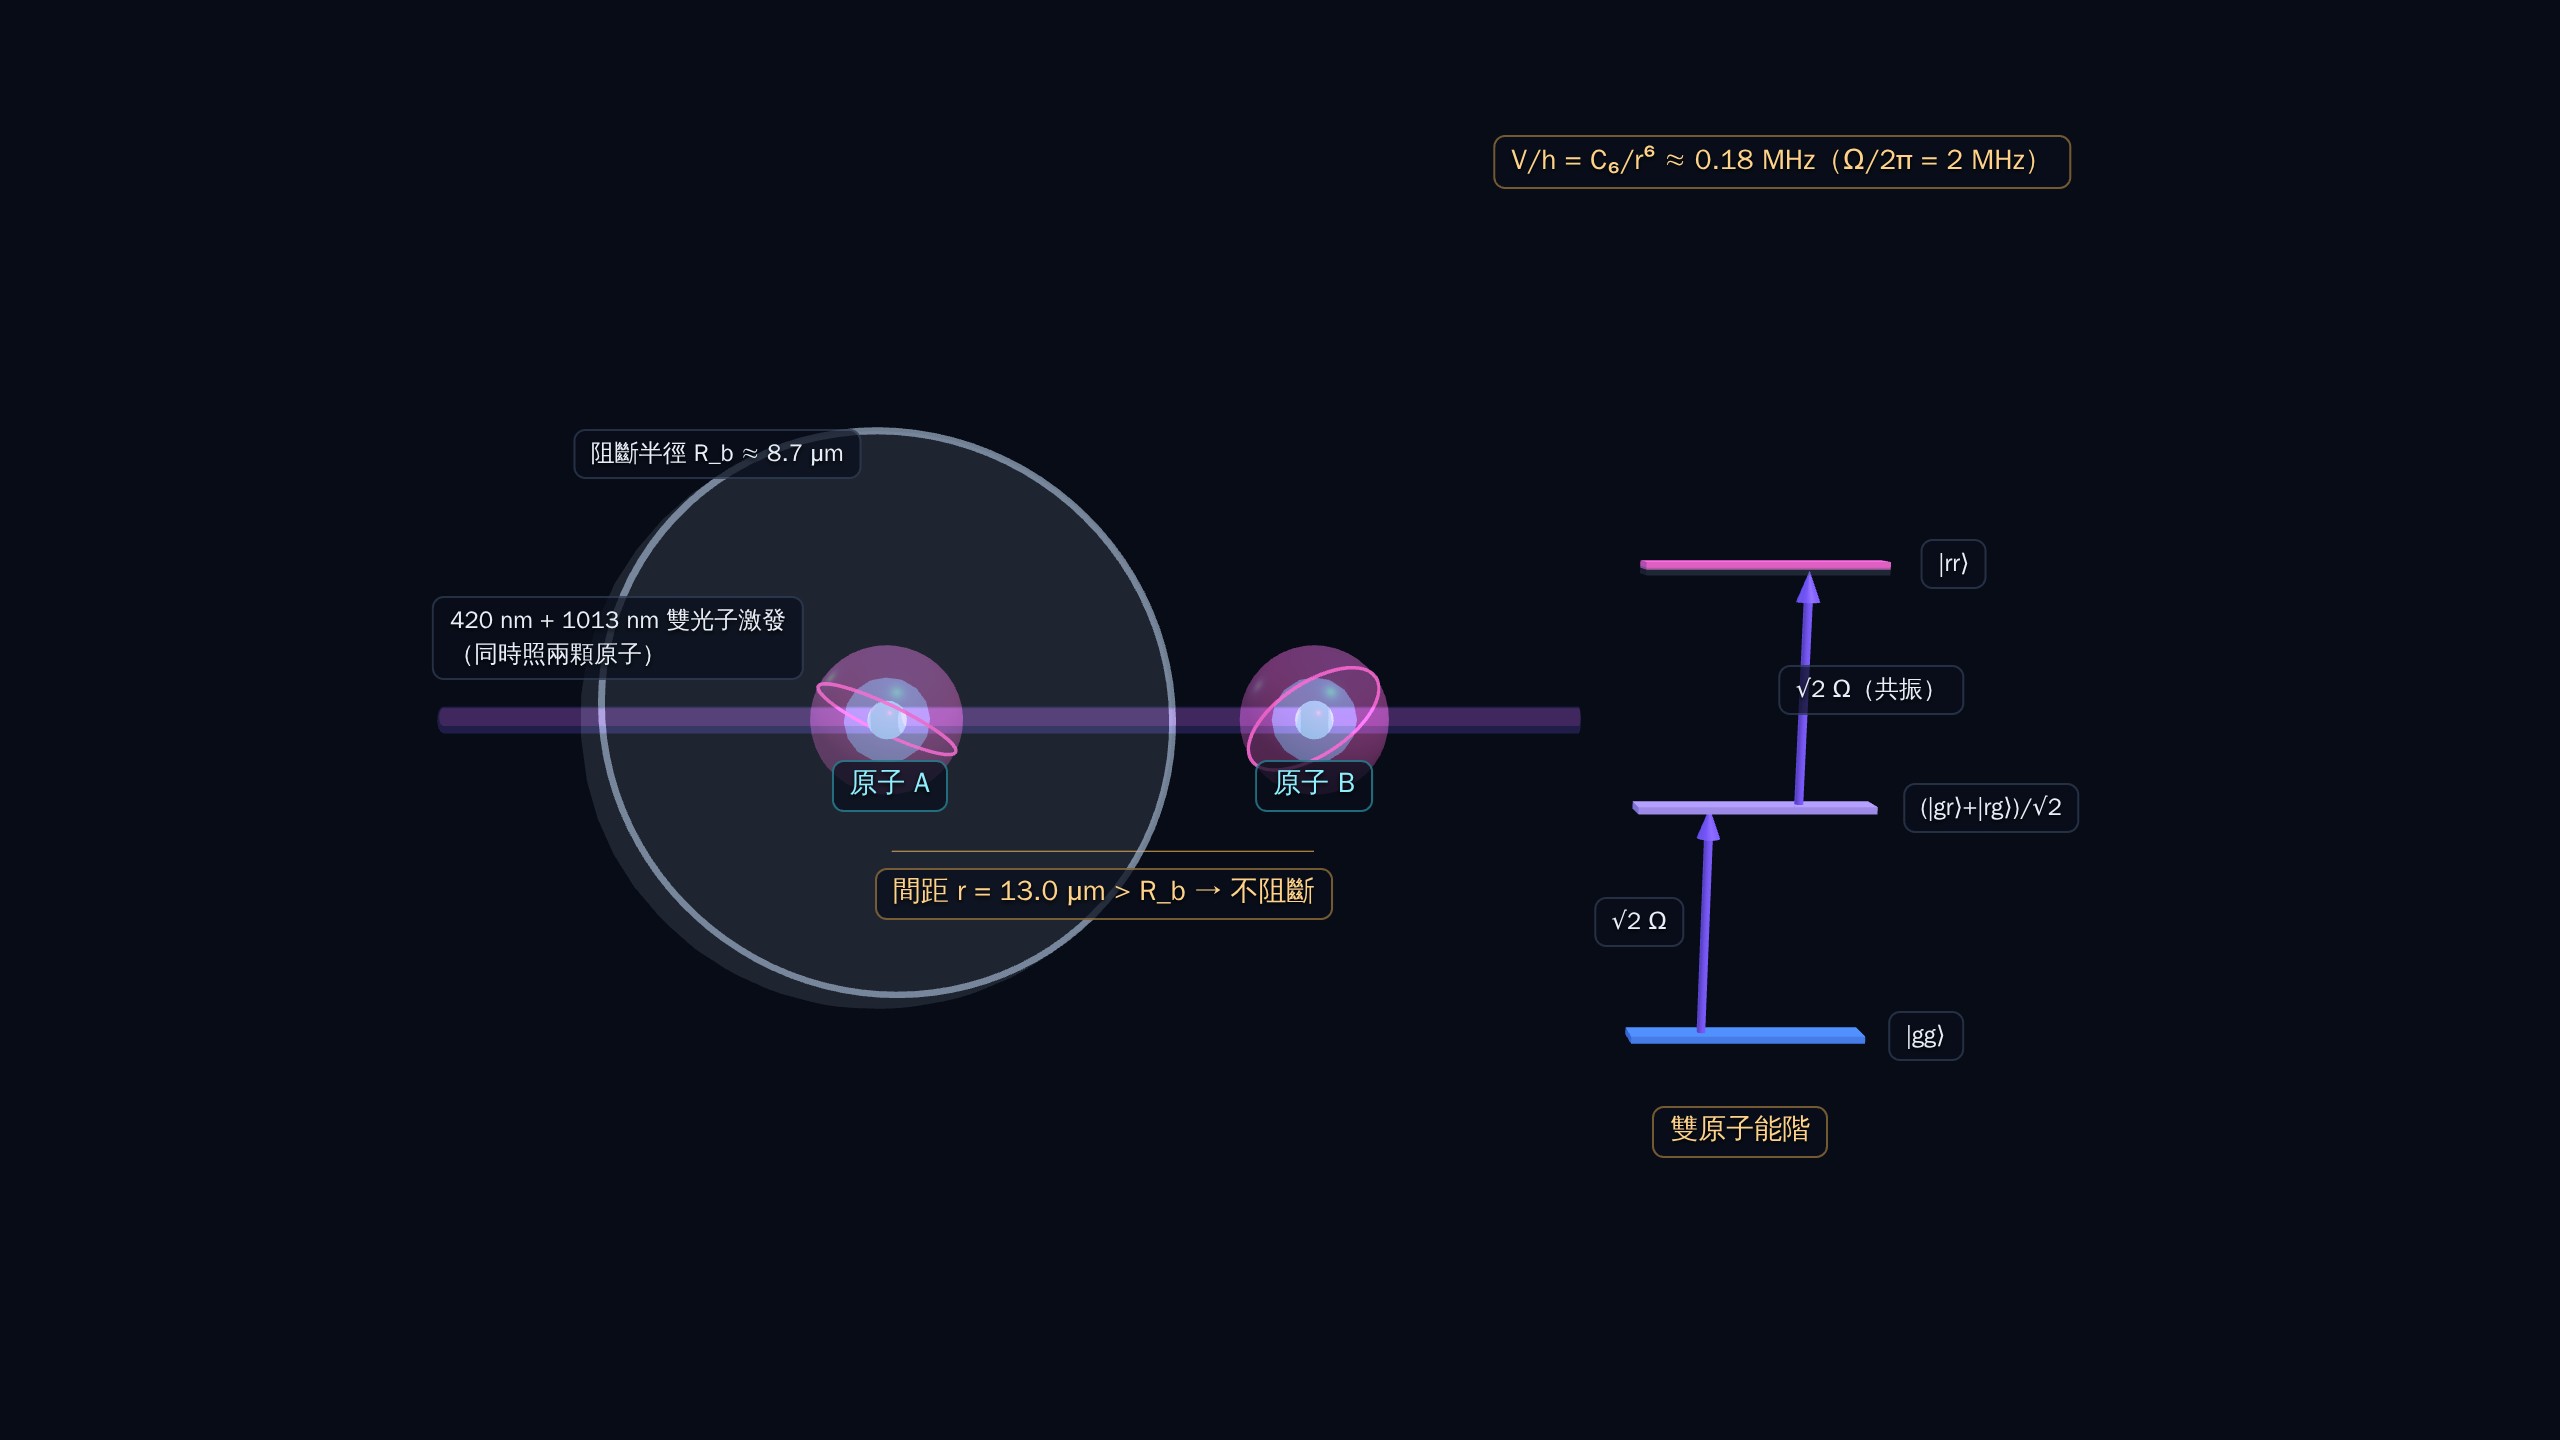 V/h = C₆/r⁶ ≈ 0.18 MHz（Ω/2π = 2 MHz）
阻斷半徑 R_b ≈ 8.7 μm
420 nm + 1013 nm 雙光子激發
（同時照兩顆原子）
原子 A
原子 B
間距 r = 13.0 μm > R_b → 不阻斷
|rr⟩
√2 Ω（共振）
(|gr⟩+|rg⟩)/√2
√2 Ω
|gg⟩
雙原子能階